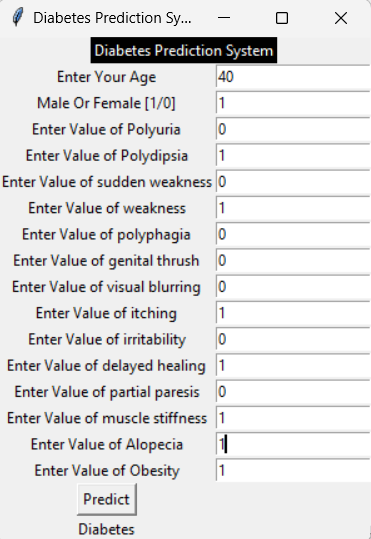 Diabetes Prediction Sy...
Diabetes Prediction System
Enter Your Age 40
Male Or Female [1/0] 1
Enter Value of Polyuria 0
Enter Value of Polydipsia 1
Enter Value of sudden weakness 0
Enter Value of weakness 1
Enter Value of polyphagia 0
Enter Value of genital thrush 0
Enter Value of visual blurring 0
Enter Value of itching 1
Enter Value of irritability 0
Enter Value of delayed healing 1
Enter Value of partial paresis 0
Enter Value of muscle stiffness 1
Enter Value of Alopecia 1
Enter Value of Obesity 1
Predict
Diabetes